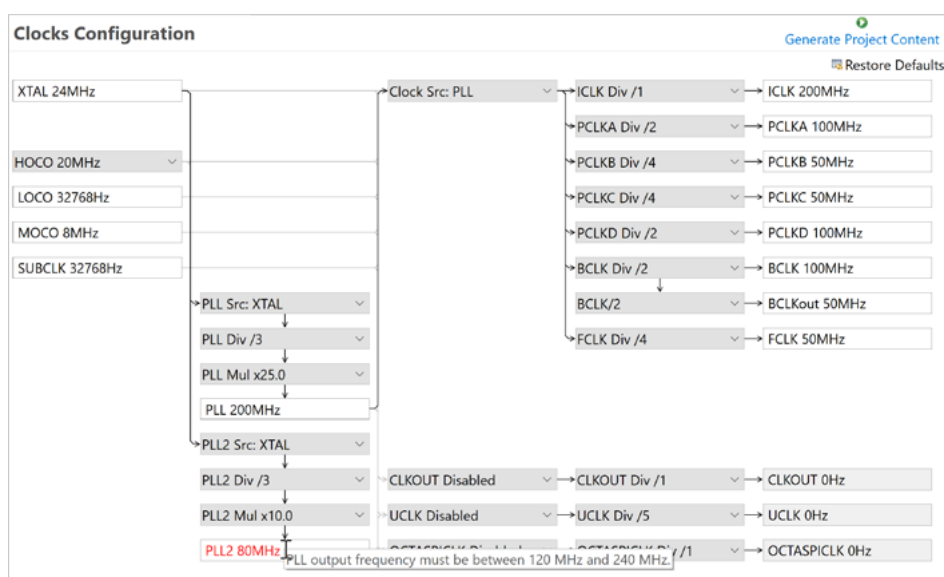 Clocks Configuration
Generate Project Content
Restore Defaults
XTAL 24MHz
Clock Src: PLL
ICLK Div /1
ICLK 200MHz
PCLKA Div /2
PCLKA 100MHz
HOCO 20MHz
PCLKB Div /4
PCLKB 50MHz
LOCO 32768Hz
PCLKC Div /4
PCLKC 50MHz
MOCO 8MHz
PCLKD Div /2
PCLKD 100MHz
SUBCLK 32768Hz
BCLK Div /2
BCLK 100MHz
PLL Src: XTAL
BCLK/2
BCLKout 50MHz
PLL Div /3
FCLK Div /4
FCLK 50MHz
PLL Mul x25.0
PLL 200MHz
PLL2 Src: XTAL
PLL2 Div /3
CLKOUT Disabled
CLKOUT Div /1
CLKOUT 0Hz
PLL2 Mul x10.0
UCLK Disabled
UCLK Div /5
UCLK 0Hz
PLL2 80MHz
/1
OCTASPICLK 0Hz
PLL output frequency must be between 120 MHz and 240 MHz.